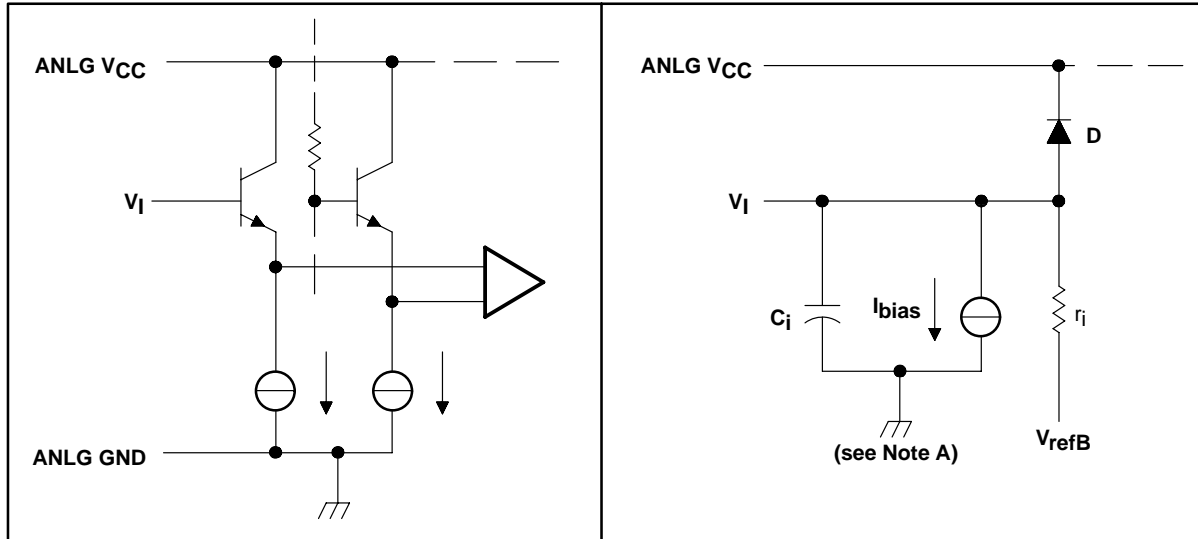 ANLG VCC
VI
ANLG GND
ANLG VCC
D
VI
Ci
Ibias
ri
VrefB
(see Note A)